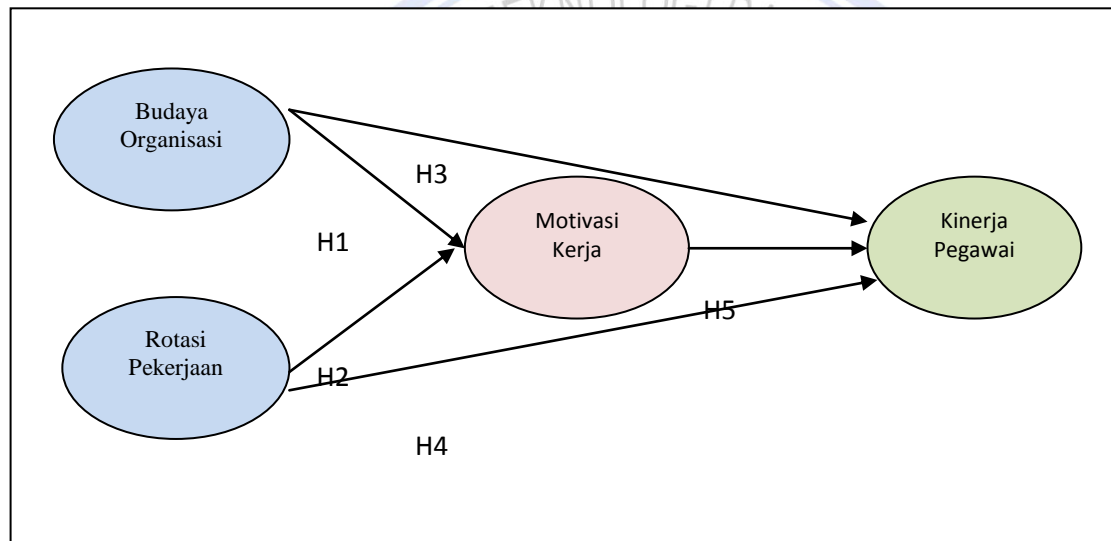 Budaya
Organisasi
H3
Motivasi
Kerja
Kinerja
Pegawai
H1
H5
Rotasi
Pekerjaan
H2
H4